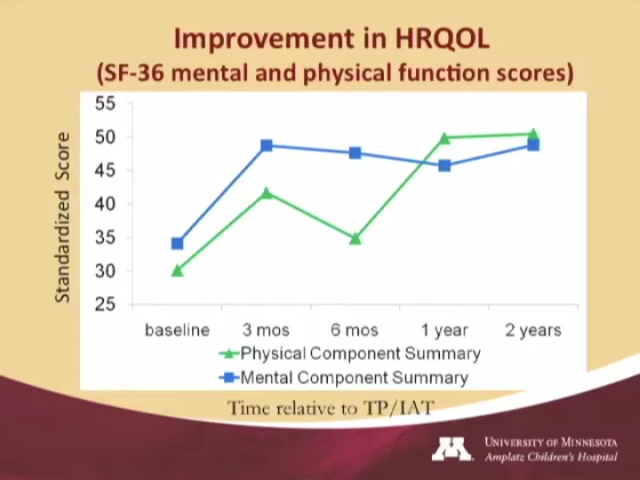 Improvement in HRQOL
(SF-36 mental and physical function scores)
Standardized Score
55
50
45
40
35
30
25
baseline 3 mos 6 mos 1 year 2 years
Physical Component Summary
Mental Component Summary
Time relative to TP/IAT
M
UNIVERSITY OF MINNESOTA
Amplatz Children's Hospital